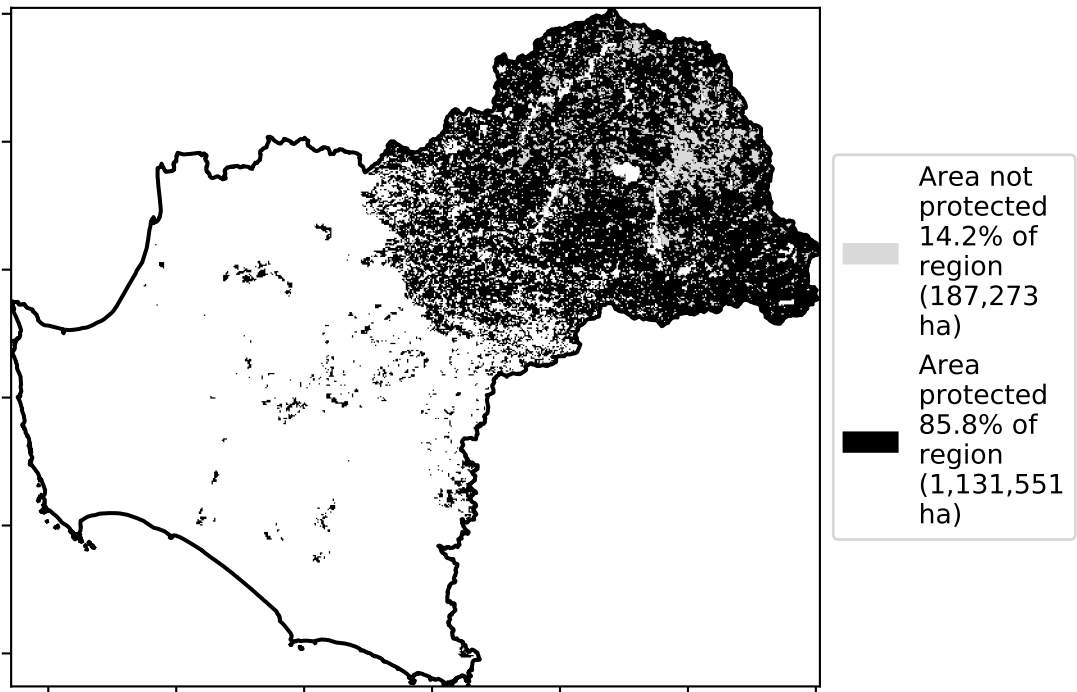 Area not
protected
14.2% of
region
(187,273
ha)
Area
protected
85.8% of
region
(1,131,551
ha)